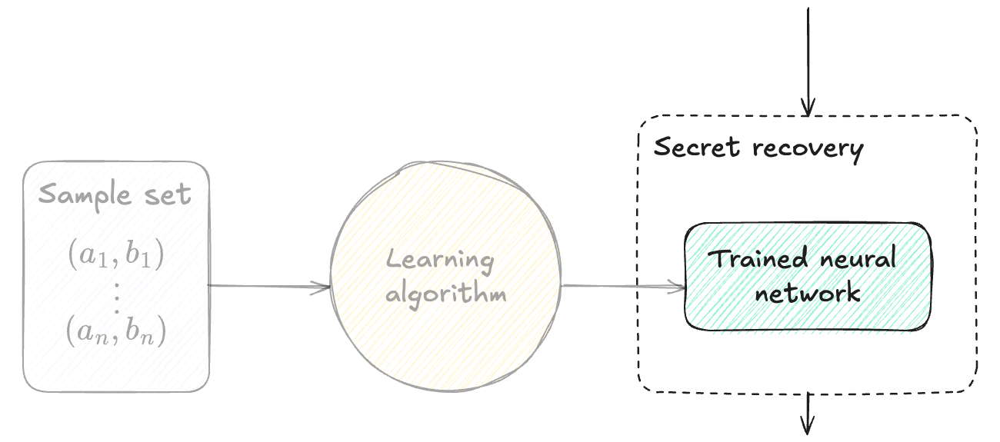 Sample set
(a₁, b₁)
⋮
(aₙ, bₙ)
Learning
algorithm
Secret recovery
Trained neural
network